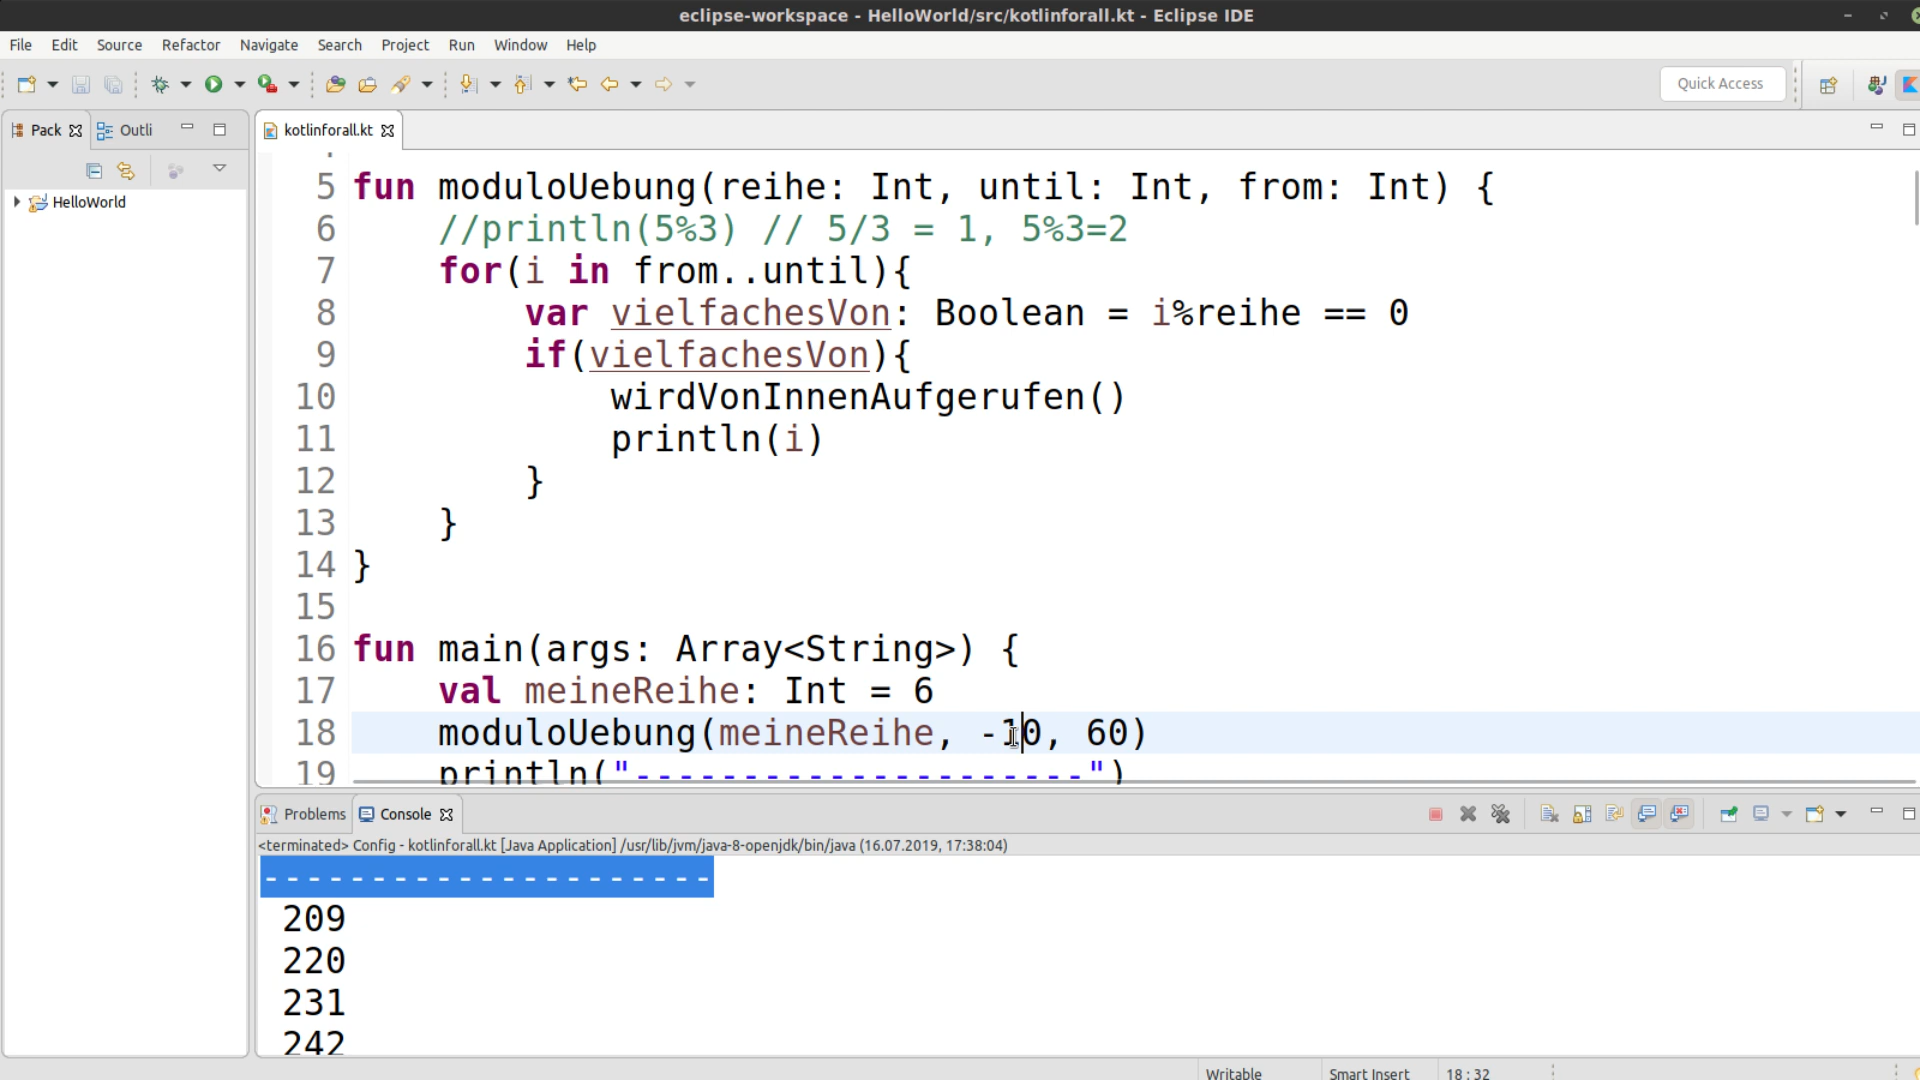 eclipse-workspace - HelloWorld/src/kotlinforall.kt - Eclipse IDE
File Edit Source Refactor Navigate Search Project Run Window Help
Quick Access
Pack Outli
kotlinforall.kt
HelloWorld
5 fun moduloUebung(reihe: Int, until: Int, from: Int) {
6 //println(5%3) // 5/3 = 1, 5%3=2
7 for(i in from..until){
8 var vielfachesVon: Boolean = i%reihe == 0
9 if(vielfachesVon){
10 wirdVonInnenAufgerufen()
11 println(i)
12 }
13 }
14 }
15
16 fun main(args: Array<String>) {
17 val meineReihe: Int = 6
18 moduloUebung(meineReihe, -10, 60)
19 println("---------------------")
Problems Console
<terminated> Config - kotlinforall.kt [Java Application] /usr/lib/jvm/java-8-openjdk/bin/java (16.07.2019, 17:38:04)
---------------------
209
220
231
242
Writable Smart Insert 18 : 32